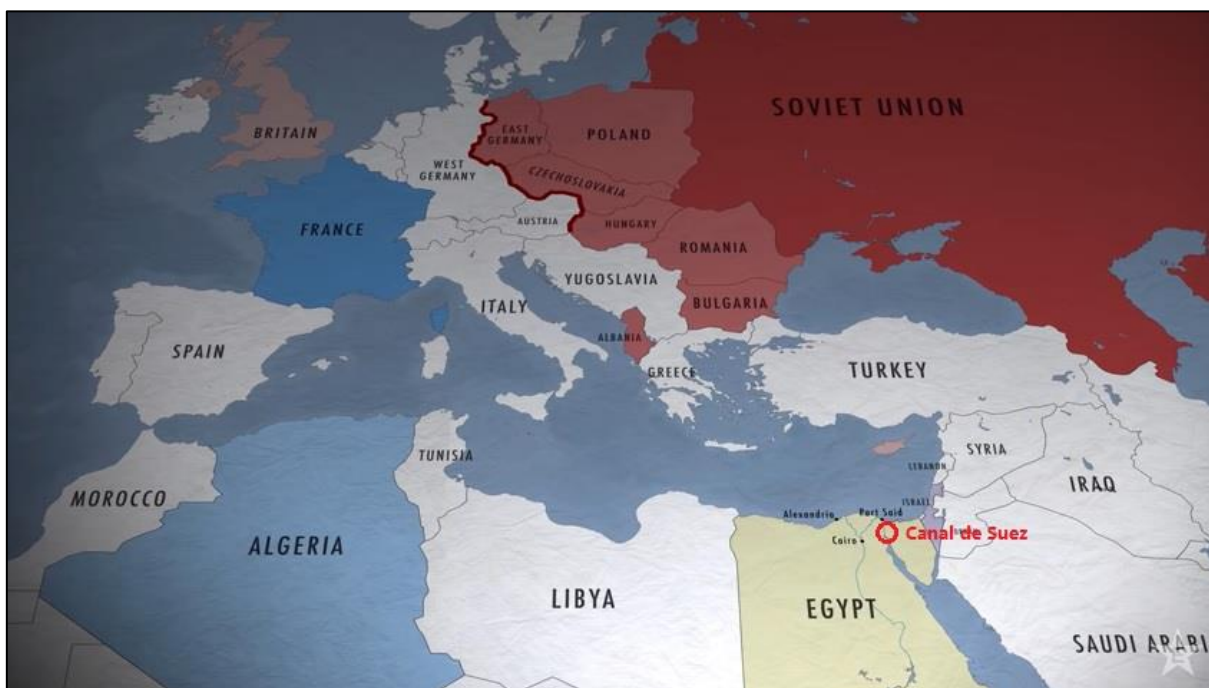 SOVIET UNION
BRITAIN
EAST
GERMANY
POLAND
WEST
GERMANY
CZECHOSLOVAKIA
FRANCE
AUSTRIA
HUNGARY
ROMANIA
YUGOSLAVIA
BULGARIA
ITALY
SPAIN
ALBANIA
GREECE
TURKEY
TUNISIA
SYRIA
LEBANON
IRAQ
MOROCCO
ISRAEL
Alexandria
Port Said
Canal de Suez
Cairo
ALGERIA
LIBYA
EGYPT
SAUDI ARABI